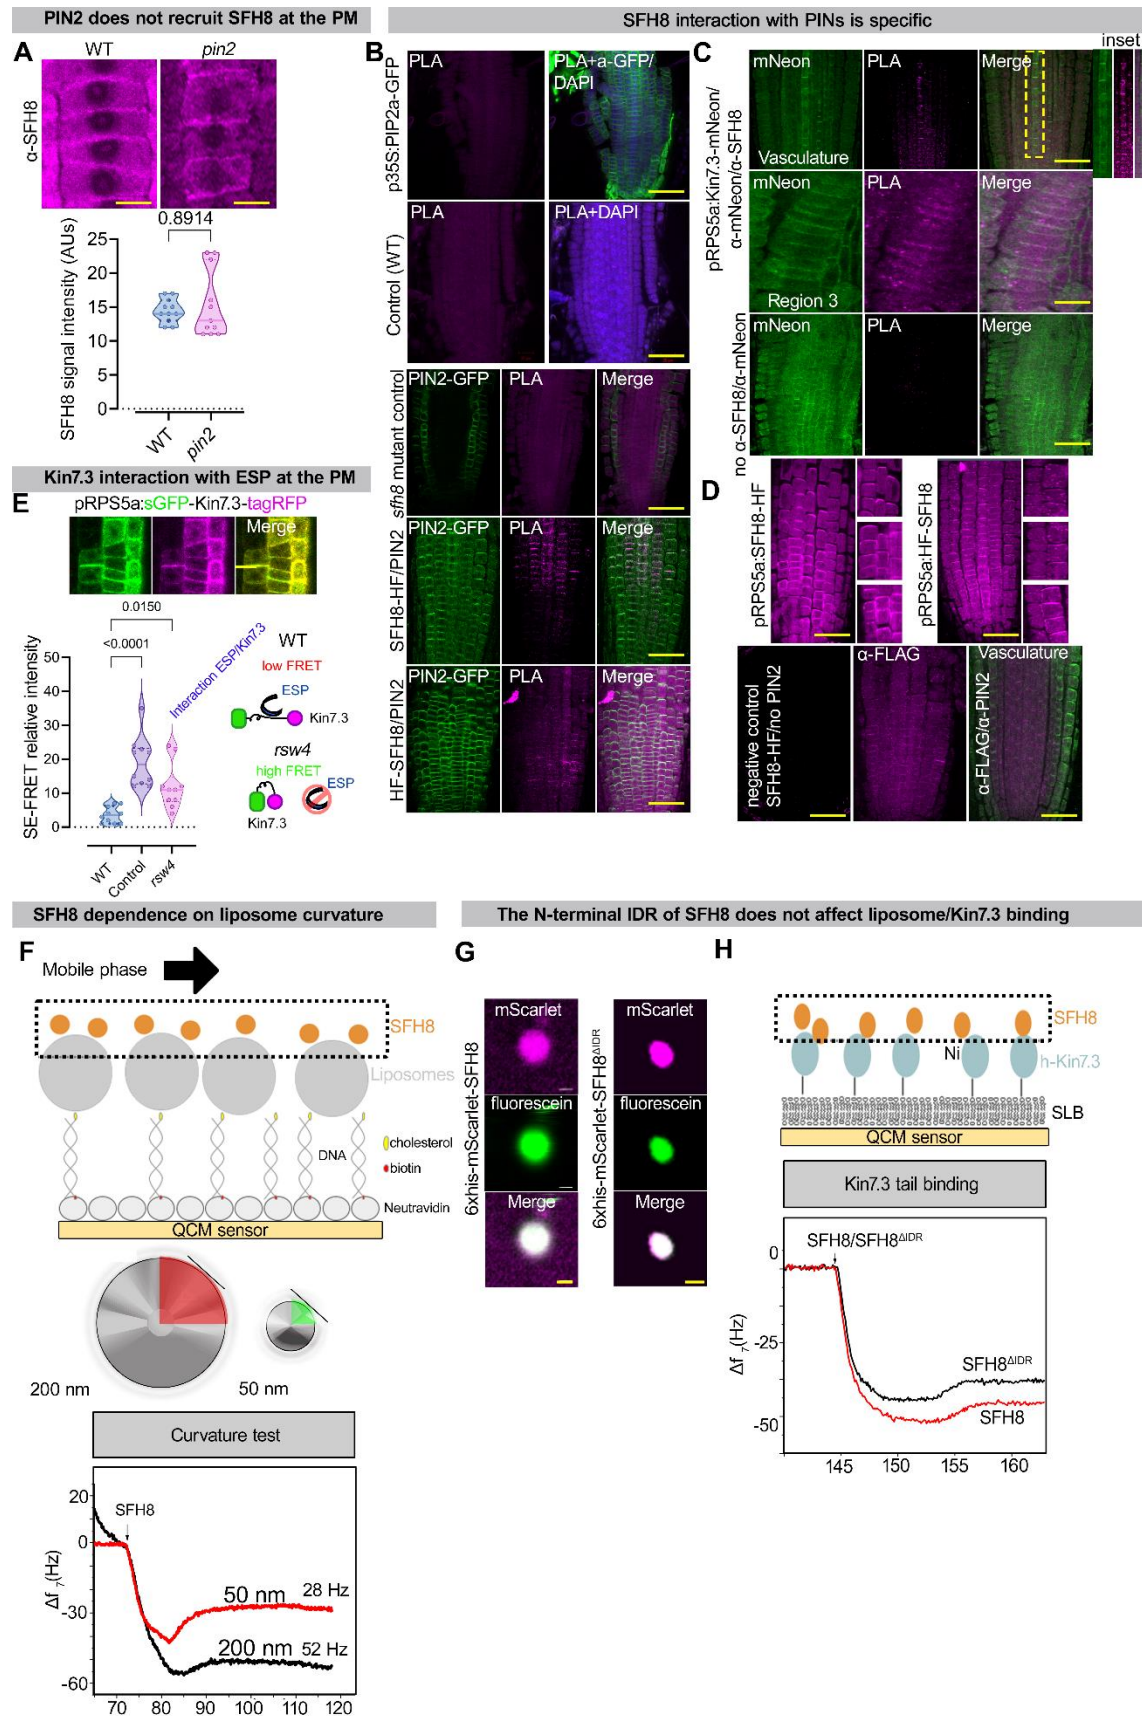 PIN2 does not recruit SFH8 at the PM
SFH8 interaction with PINs is specific
A
WT
pin2
α-SFH8
0.8914
SFH8 signal intensity (AUs)
25
20
15
10
5
0
WT
pin2
B
p35S:PIP2a-GFP
PLA
PLA+a-GFP/
DAPI
Control (WT)
PLA
PLA+DAPI
sfh8 mutant control
PIN2-GFP
PLA
Merge
SFH8-HF/PIN2
PIN2-GFP
PLA
Merge
HF-SFH8/PIN2
PIN2-GFP
PLA
Merge
C
inset
pRPS5a:Kin7.3-mNeon/
α-mNeon/α-SFH8
mNeon
PLA
Merge
Vasculature
mNeon
PLA
Merge
Region 3
no α-SFH8/α-mNeon
mNeon
PLA
Merge
D
pRPS5a:SFH8-HF
pRPS5a:HF-SFH8
negative control
SFH8-HF/no PIN2
α-FLAG
α-FLAG/α-PIN2
Vasculature
Kin7.3 interaction with ESP at the PM
E
pRPS5a:sGFP-Kin7.3-tagRFP
Merge
0.0150
<0.0001
SE-FRET relative intensity
50
40
30
20
10
0
WT
Control
rsw4
Interaction ESP/Kin7.3
WT
low FRET
ESP
Kin7.3
rsw4
high FRET
ESP
Kin7.3
SFH8 dependence on liposome curvature
The N-terminal IDR of SFH8 does not affect liposome/Kin7.3 binding
F
Mobile phase
SFH8
Liposomes
cholesterol
DNA
biotin
Neutravidin
QCM sensor
200 nm
50 nm
Curvature test
Δf 7(Hz)
20
0
-30
-60
SFH8
50 nm
28 Hz
200 nm
52 Hz
70
80
90
100
110
120
G
6xhis-mScarlet-SFH8
mScarlet
fluorescein
Merge
6xhis-mScarlet-SFH8ΔIDR
mScarlet
fluorescein
Merge
H
SFH8
Ni
h-Kin7.3
SLB
QCM sensor
Kin7.3 tail binding
SFH8/SFH8ΔIDR
Δf 7(Hz)
0
-25
-50
SFH8ΔIDR
SFH8
145
150
155
160